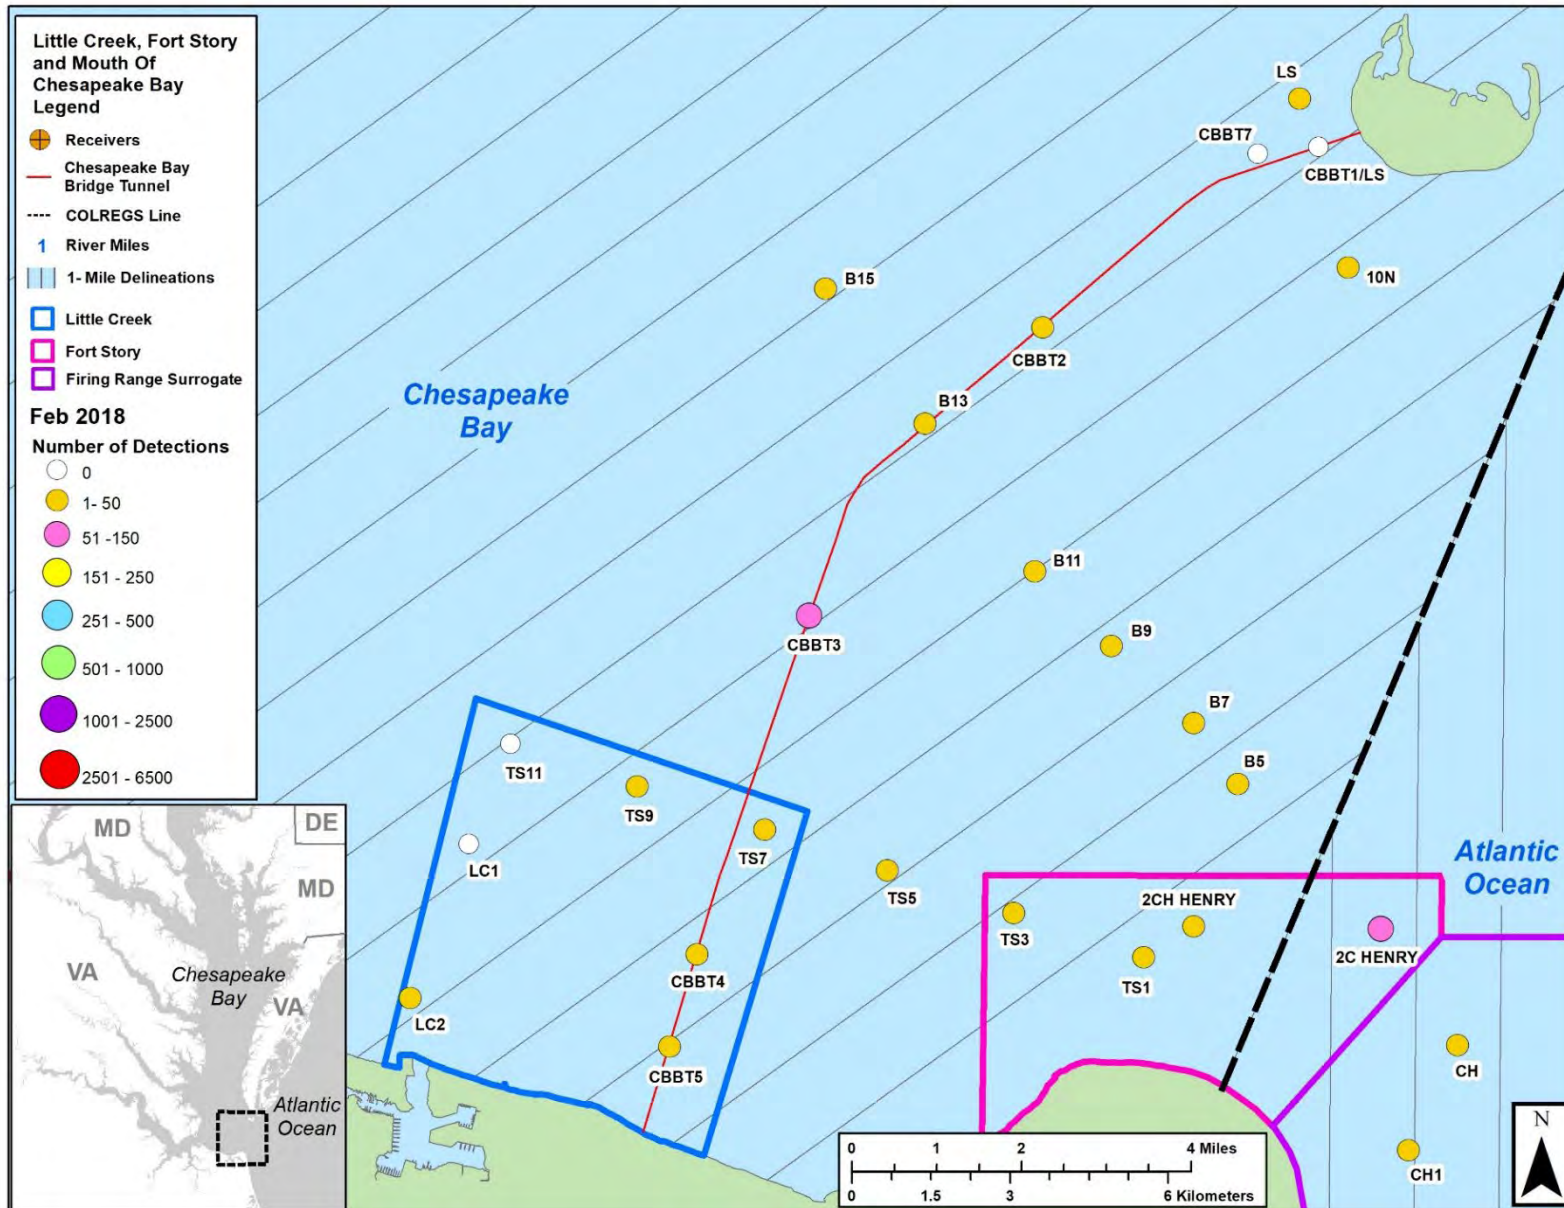 Little Creek, Fort Story
and Mouth Of
Chesapeake Bay
Legend
Receivers
Chesapeake Bay
Bridge Tunnel
COLREGS Line
1 River Miles
1- Mile Delineations
Little Creek
Fort Story
Firing Range Surrogate
Feb 2018
Number of Detections
0
1- 50
51 -150
151 - 250
251 - 500
501 - 1000
1001 - 2500
2501 - 6500
LS
CBBT7
CBBT1/LS
10N
B15
CBBT2
B13
Chesapeake
Bay
B11
CBBT3
B9
B7
B5
TS11
TS9
TS7
LC1
TS5
Atlantic
Ocean
2CH HENRY
TS3
TS1
2C HENRY
CBBT4
LC2
CBBT5
CH
CH1
MD
DE
MD
VA
Chesapeake
Bay
VA
Atlantic
Ocean
0 1 2 4 Miles
0 1.5 3 6 Kilometers
N